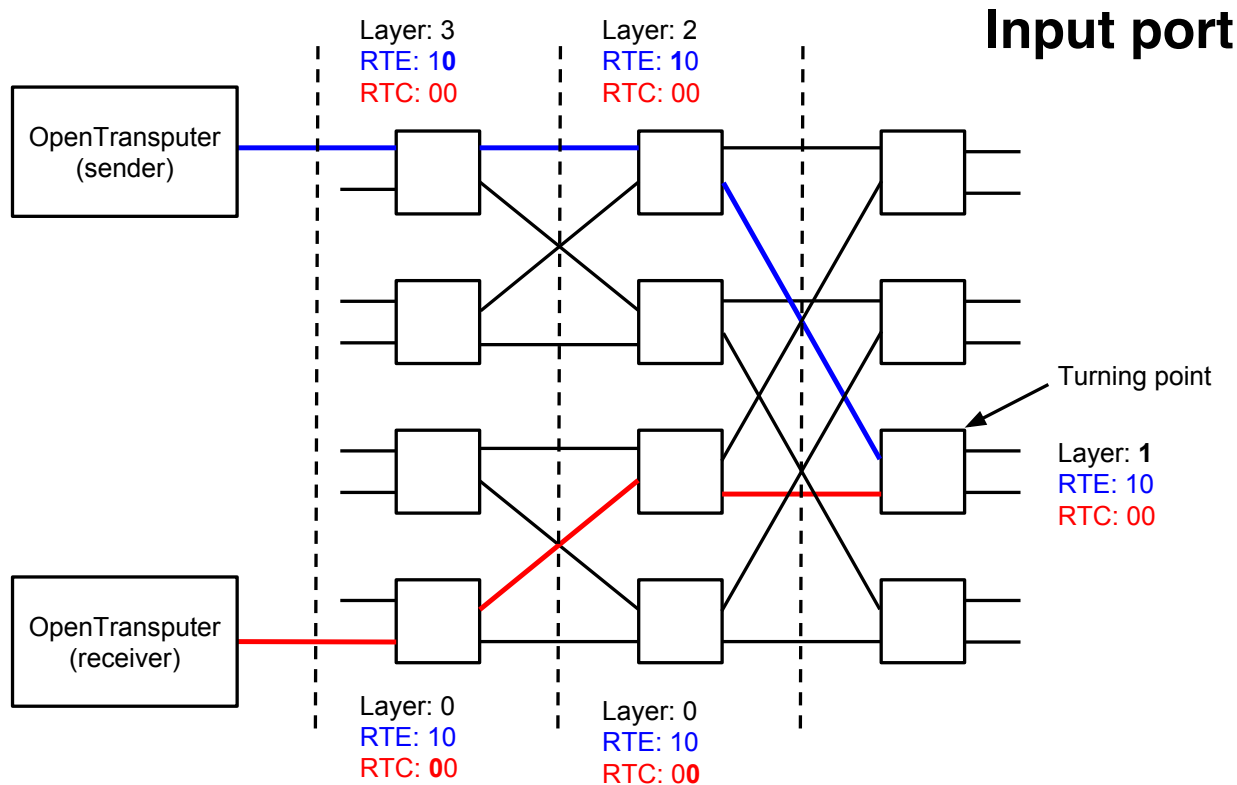 Input port
Layer: 3
RTE: 10
RTC: 00
Layer: 2
RTE: 10
RTC: 00
OpenTransputer
(sender)
Turning point
Layer: 1
RTE: 10
RTC: 00
OpenTransputer
(receiver)
Layer: 0
RTE: 10
RTC: 00
Layer: 0
RTE: 10
RTC: 00